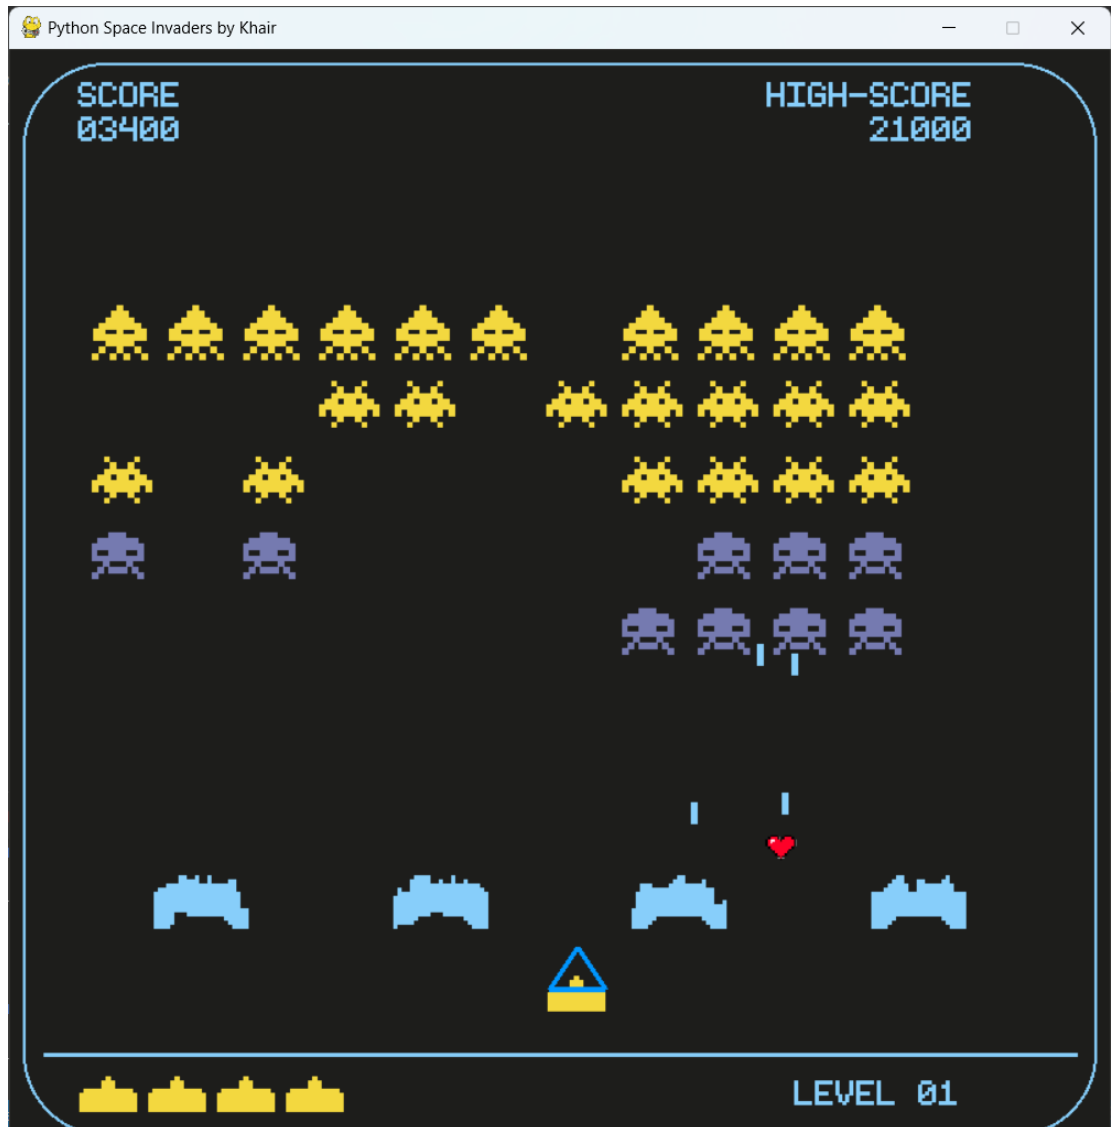 Python Space Invaders by Khair
SCORE
03400
HIGH-SCORE
21000
LEVEL 01